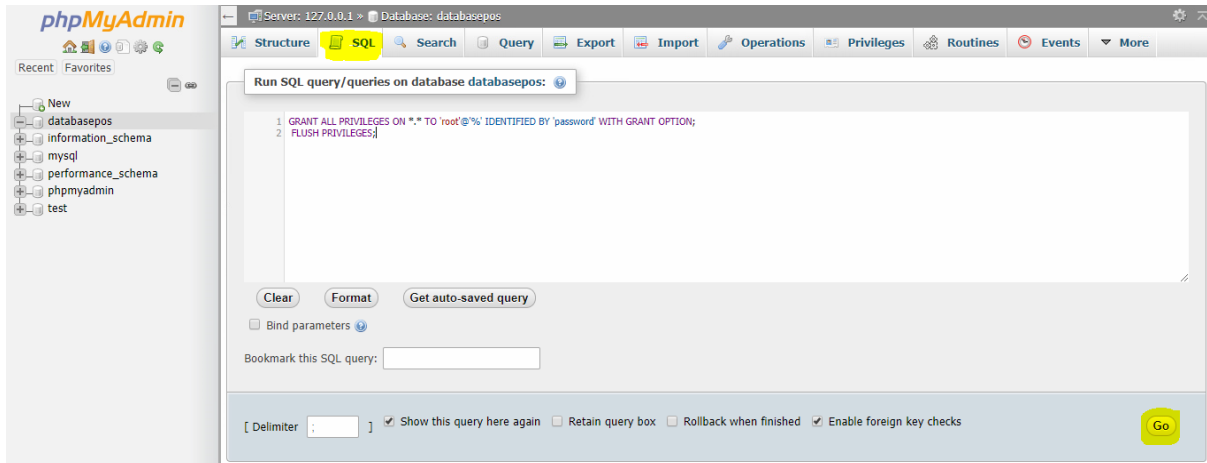 phpMyAdmin
Recent Favorites
New
databasepos
information_schema
mysql
performance_schema
phpmyadmin
test
Server: 127.0.0.1 » Database: databasepos
Structure SQL Search Query Export Import Operations Privileges Routines Events More
Run SQL query/queries on database databasepos:
1 GRANT ALL PRIVILEGES ON *.* TO 'root'@'%' IDENTIFIED BY 'password' WITH GRANT OPTION;
2 FLUSH PRIVILEGES;
Clear Format Get auto-saved query
Bind parameters
Bookmark this SQL query:
[ Delimiter ; ] Show this query here again Retain query box Rollback when finished Enable foreign key checks Go